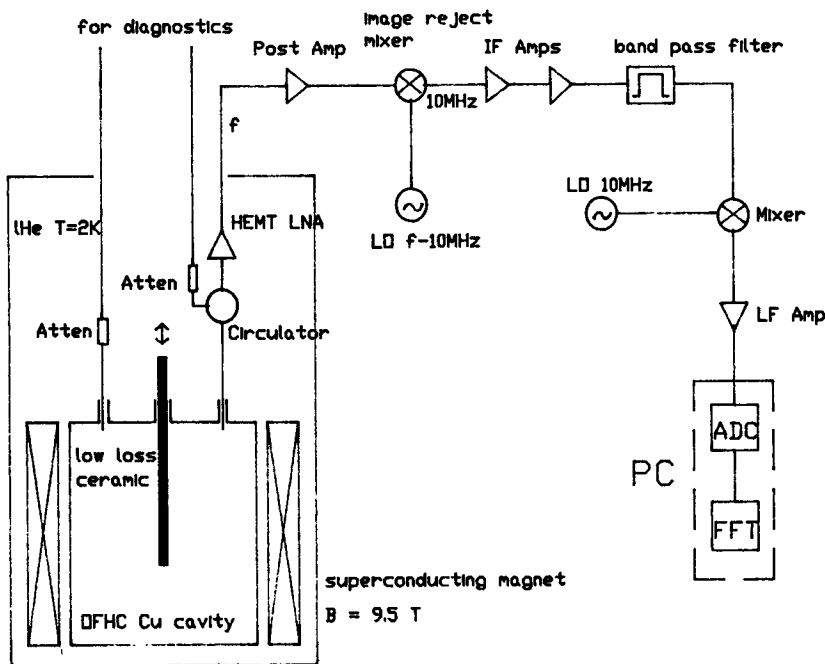 for diagnostics
Image reject
mixer
Post Amp
IF Amps
band pass filter
10MHz
f
LO 10MHz
lHe T=2K
HEMT LNA
Mixer
LO f-10MHz
Atten
Atten
Circulator
LF Amp
ADC
low loss
ceramic
PC
FFT
superconducting magnet
OFHC Cu cavity
B = 9.5 T